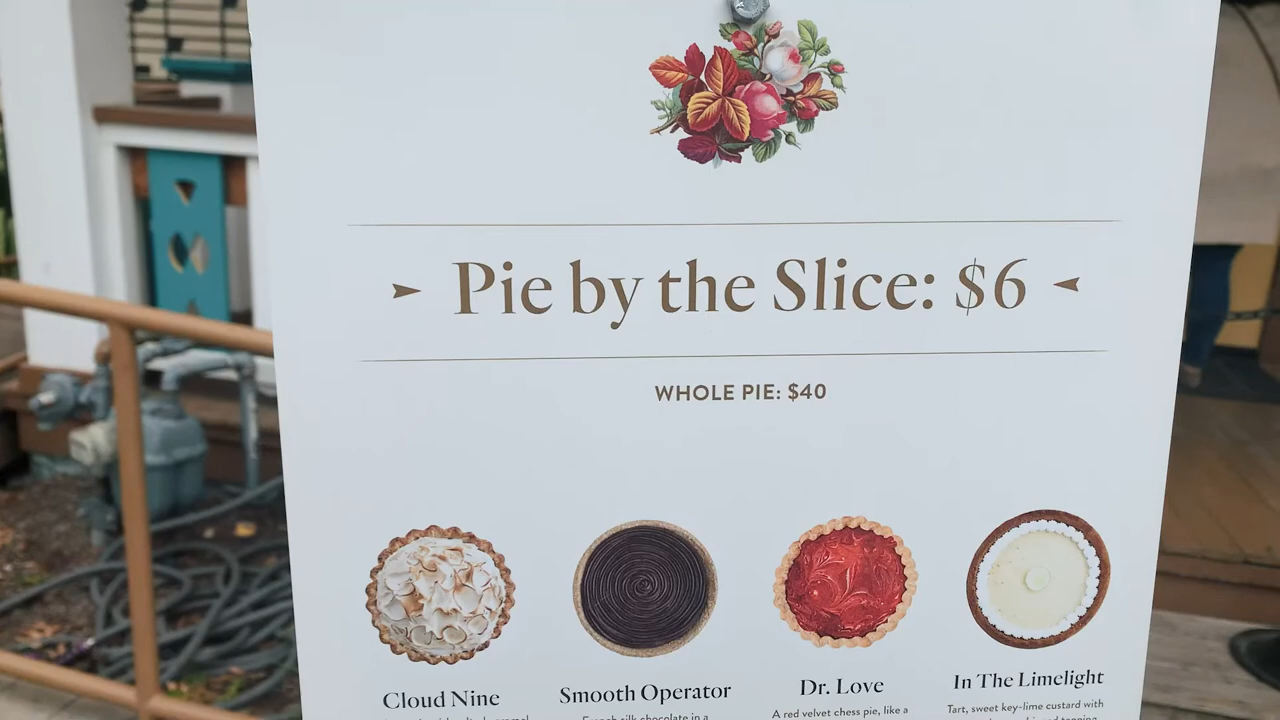 Pie by the Slice: $6
WHOLE PIE: $40
Cloud Nine
Smooth Operator
Dr. Love
In The Limelight
French silk chocolate in a
A red velvet chess pie, like a
Tart, sweet key-lime custard with